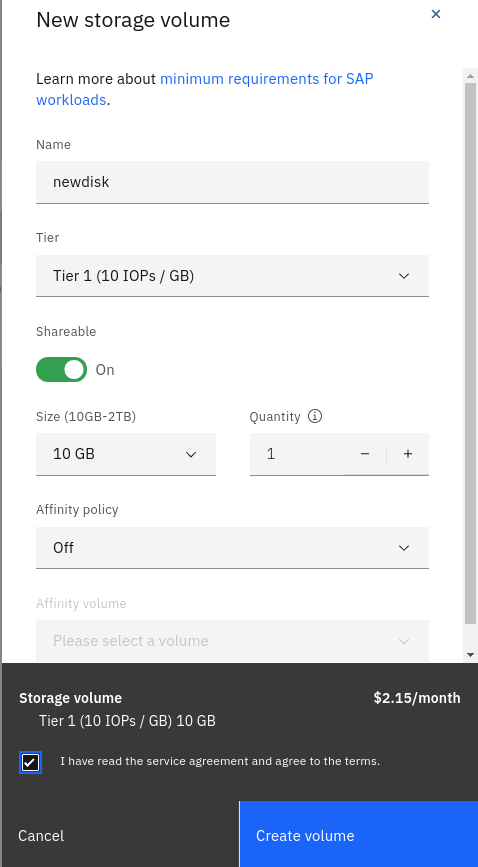 New storage volume
Learn more about minimum requirements for SAP
workloads.
Name
newdisk
Tier
Tier 1 (10 IOPs / GB)
Shareable
On
Size (10GB-2TB) Quantity
10 GB 1 − +
Affinity policy
Off
Affinity volume
Please select a volume
Storage volume $2.15/month
Tier 1 (10 IOPs / GB) 10 GB
I have read the service agreement and agree to the terms.
Cancel Create volume